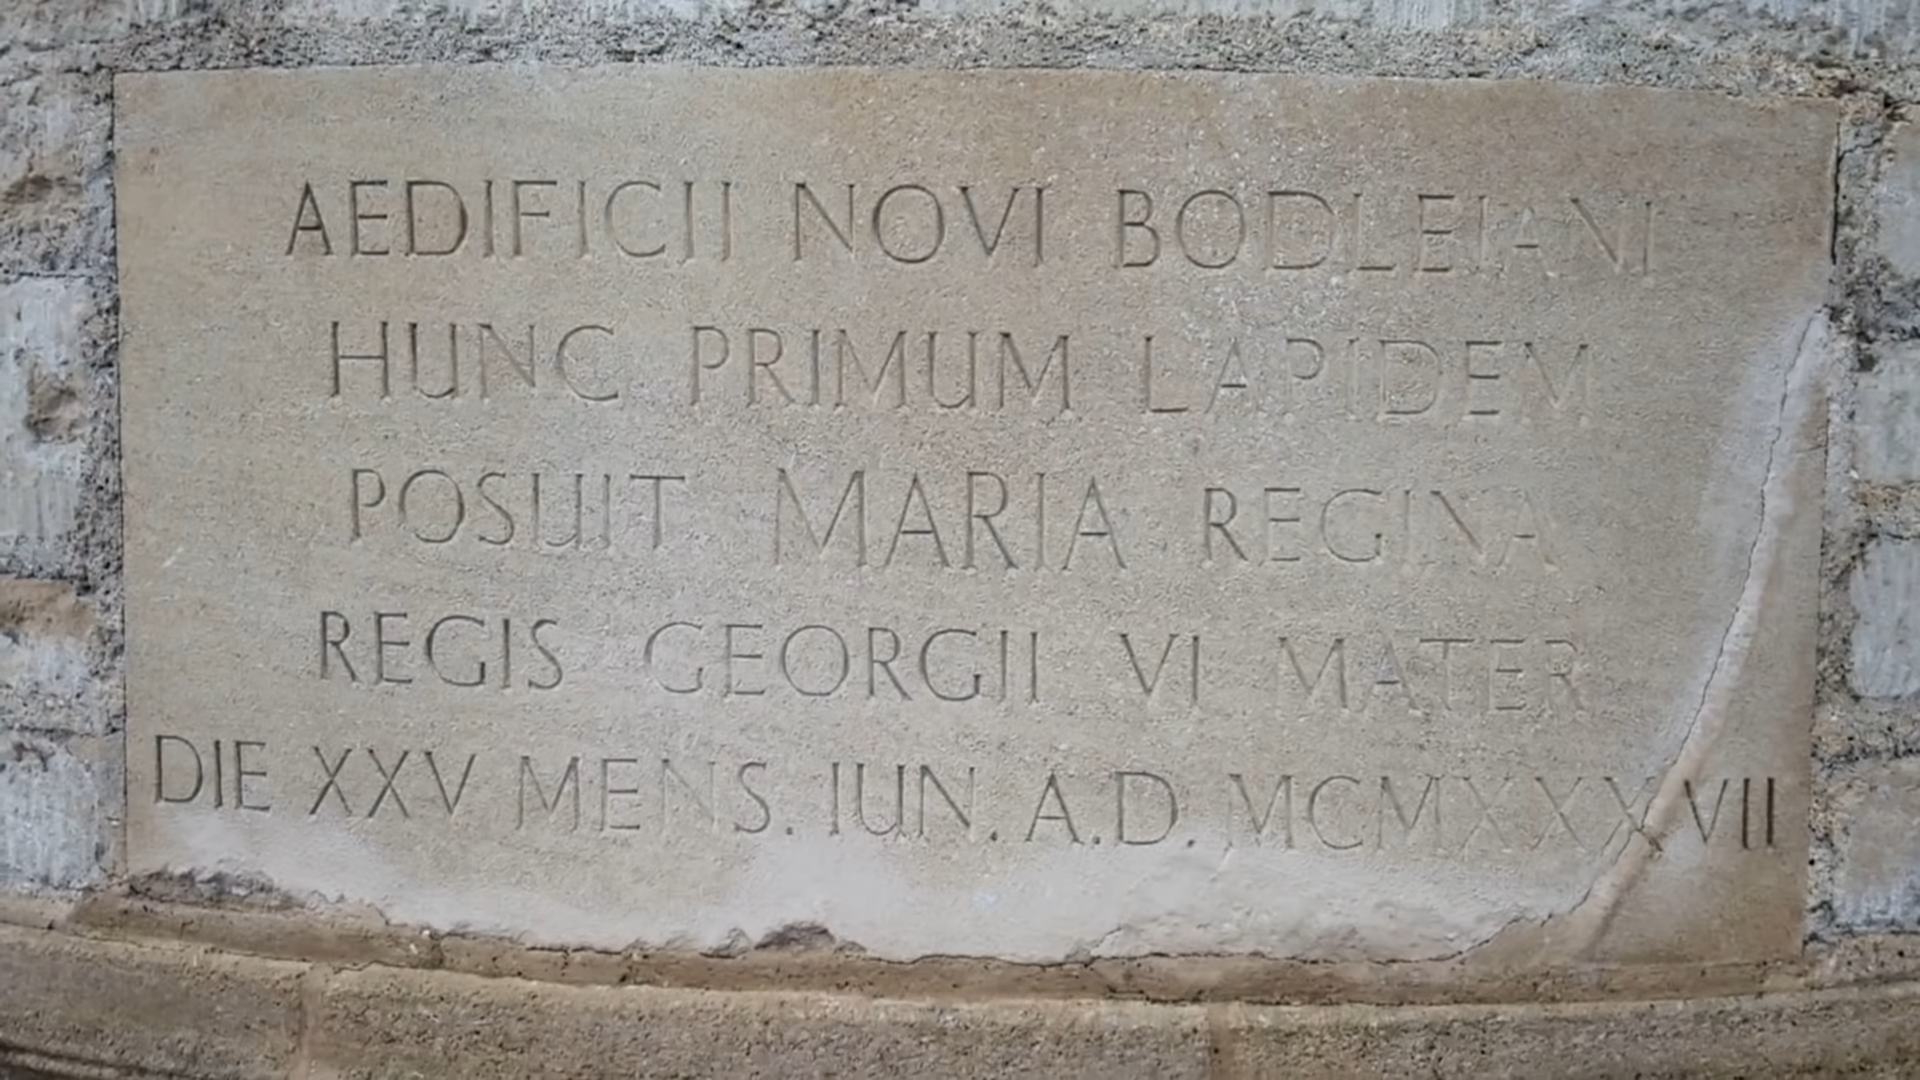 AEDIFICII NOVI BODLEIANI
HUNC PRIMUM LAPIDEM
POSUIT MARIA REGINA
REGIS GEORGII VI MATER
DIE XXV MENS. IUN. A.D. MCMXXXVII